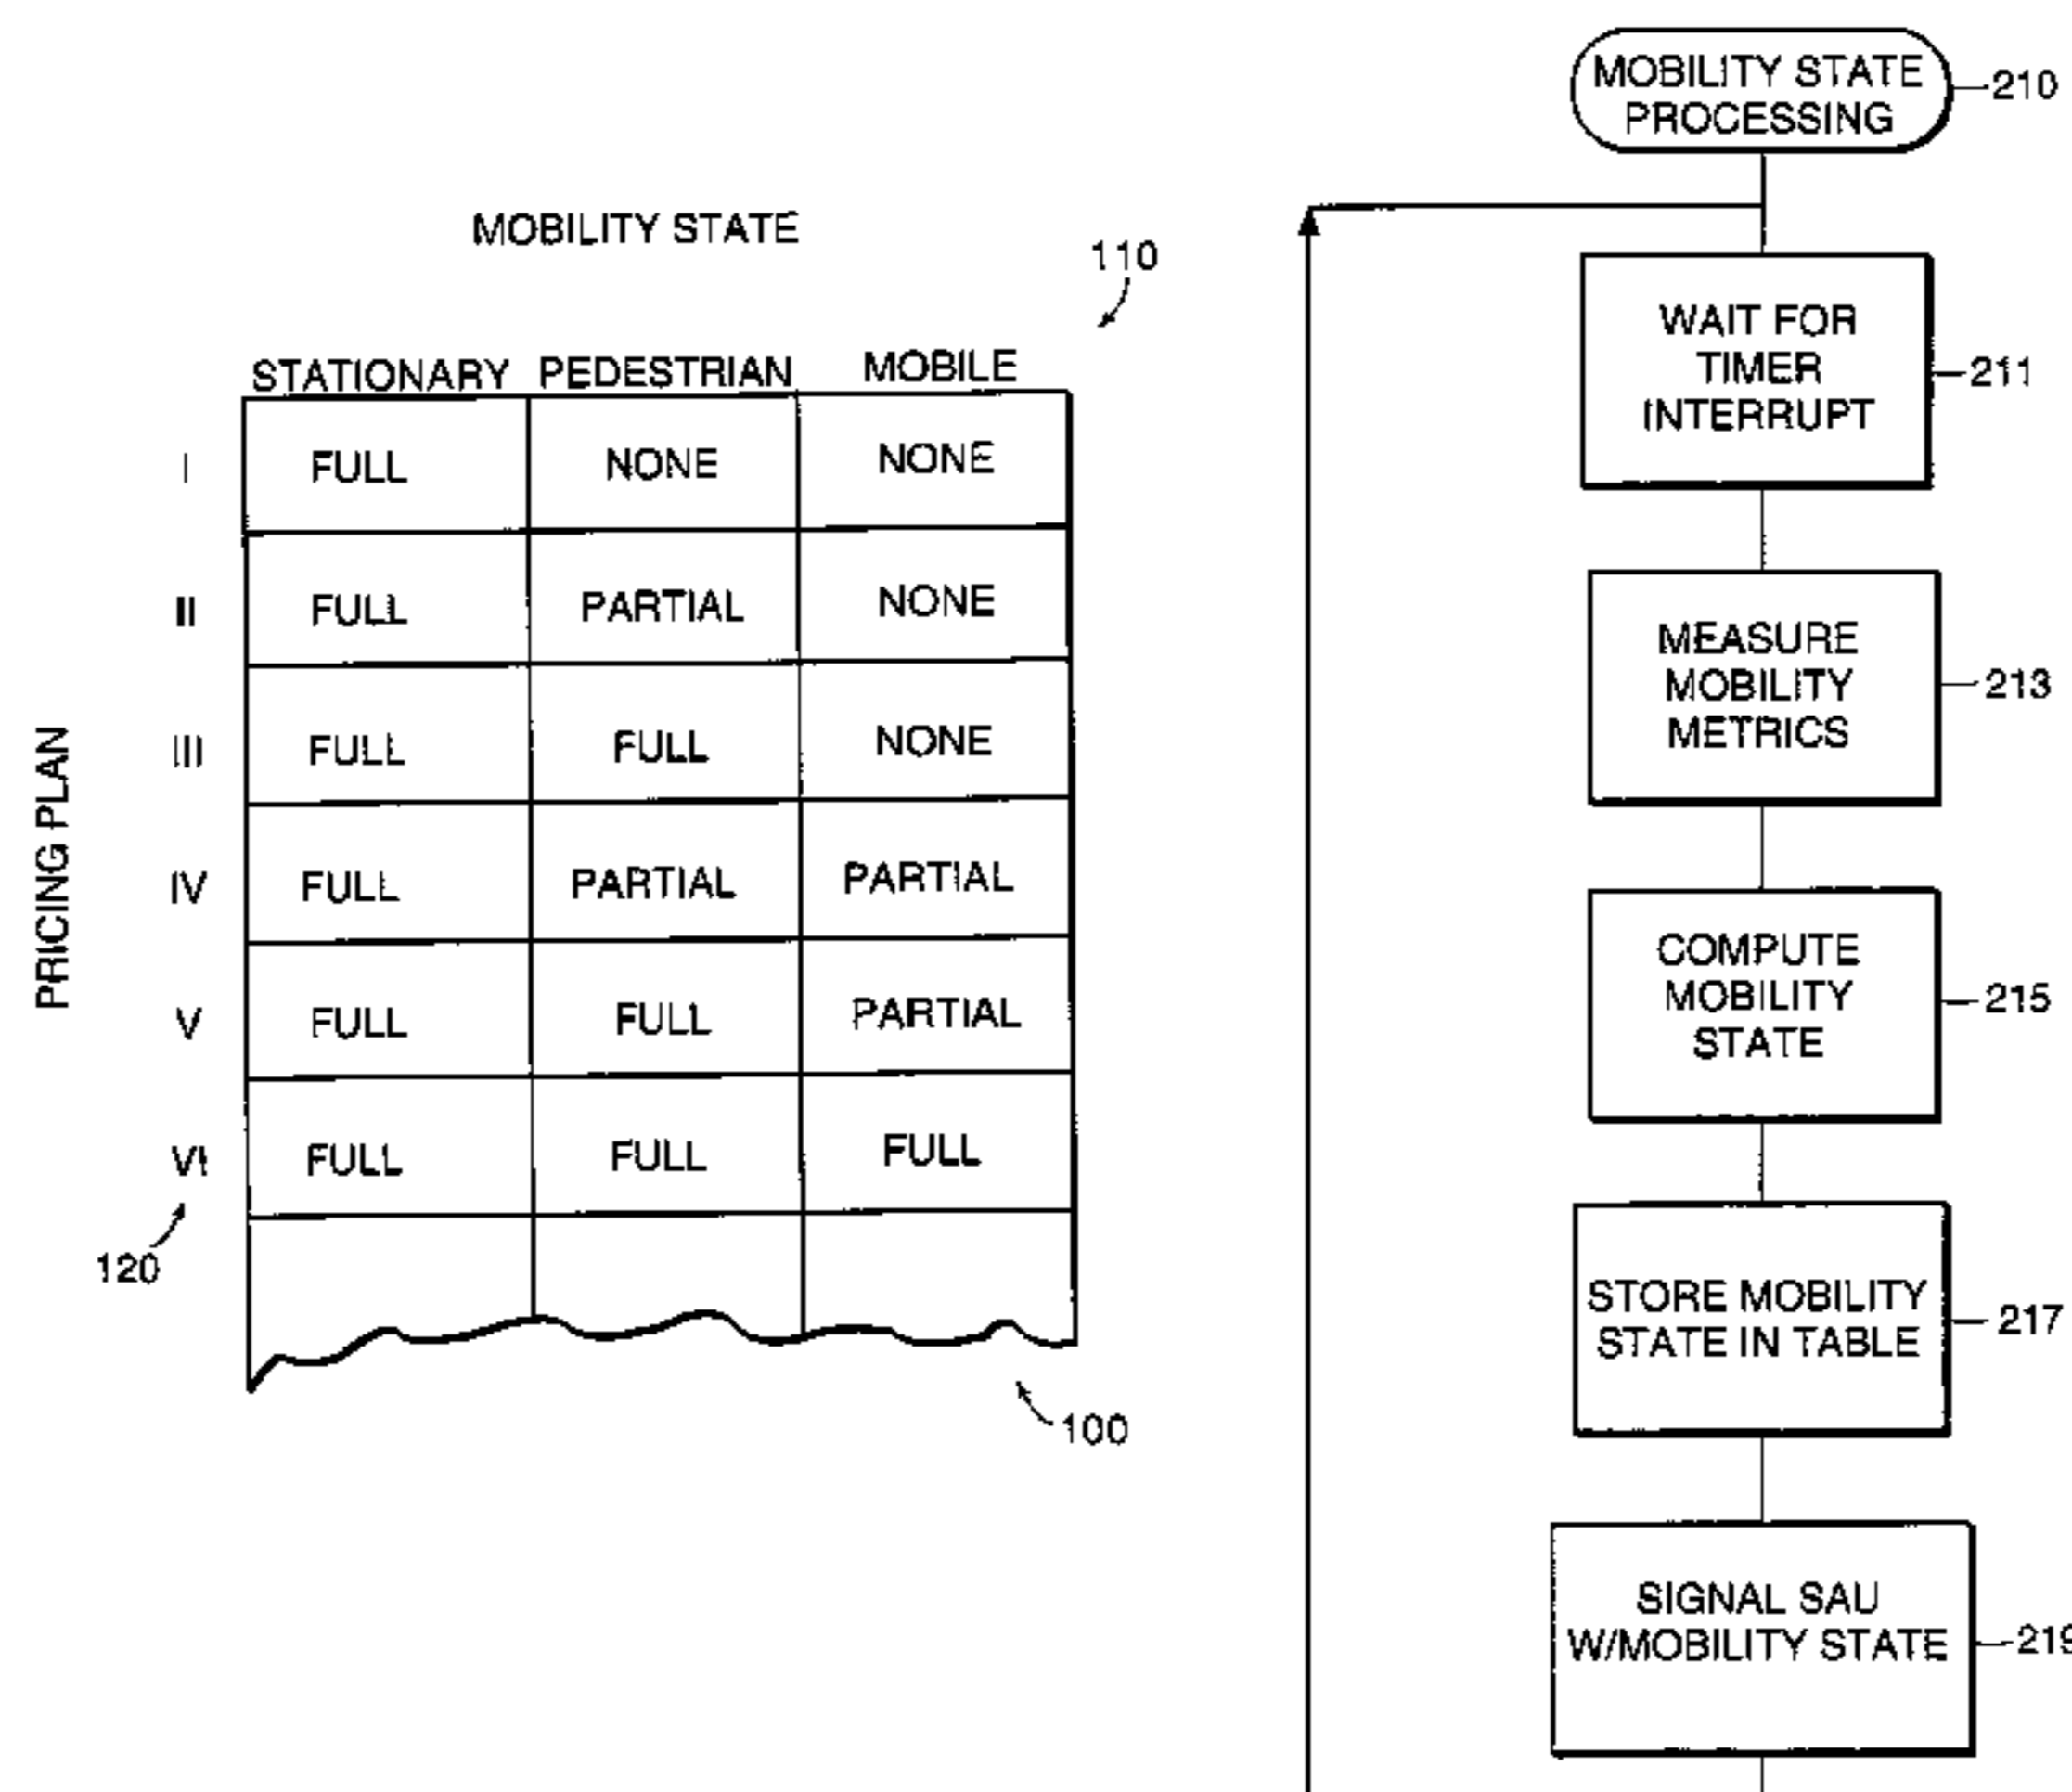 MOBILITY STATE
110
STATIONARY PEDESTRIAN MOBILE
PRICING PLAN
I FULL NONE NONE
II FULL PARTIAL NONE
III FULL FULL NONE
IV FULL PARTIAL PARTIAL
V FULL FULL PARTIAL
VI FULL FULL FULL
120
100
MOBILITY STATE
PROCESSING
210
WAIT FOR
TIMER
INTERRUPT
211
MEASURE
MOBILITY
METRICS
213
COMPUTE
MOBILITY
STATE
215
STORE MOBILITY
STATE IN TABLE
217
SIGNAL SAU
W/MOBILITY STATE
219